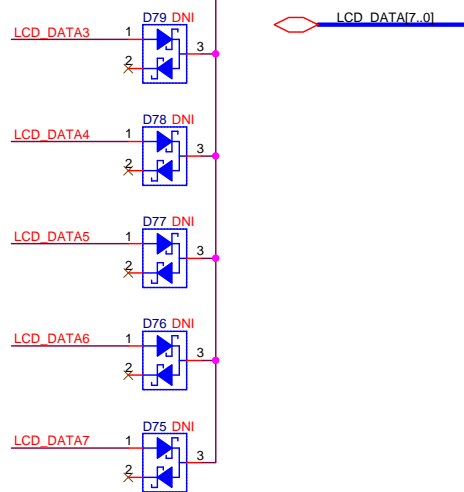 D79 DNI
LCD_DATA[7..0]
LCD_DATA3
1
3
2
D78 DNI
LCD_DATA4
1
3
2
D77 DNI
LCD_DATA5
1
3
2
D76 DNI
LCD_DATA6
1
3
2
D75 DNI
LCD_DATA7
1
3
2